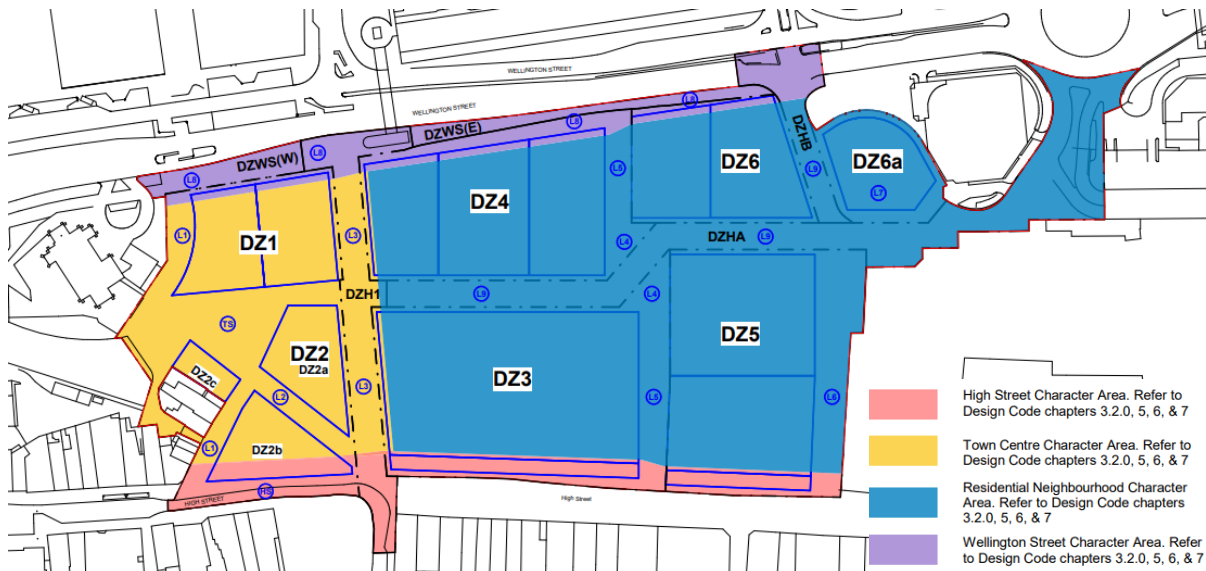 WELLINGTON STREET
WELLINGTON STREET
L8
L8
DZWS(E)
L8
DZWS(W)
L8
DZHB
DZ6
DZ6a
L5
L9
L7
DZ4
L1
DZ1
L3
L4
DZHA
L9
DZH1
L9
L4
TS
DZ2
DZ2a
DZ5
DZ2c
DZ3
L3
L2
L5
L6
L1
DZ2b
HS
HIGH STREET
High Street
High Street Character Area. Refer to
Design Code chapters 3.2.0, 5, 6, & 7
Town Centre Character Area. Refer to
Design Code chapters 3.2.0, 5, 6, & 7
Residential Neighbourhood Character
Area. Refer to Design Code chapters
3.2.0, 5, 6, & 7
Wellington Street Character Area. Refer
to Design Code chapters 3.2.0, 5, 6, & 7